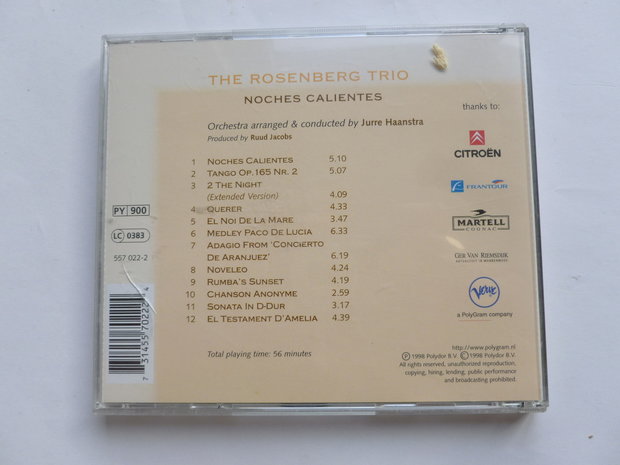 THE ROSENBERG TRIO
NOCHES CALIENTES
Orchestra arranged & conducted by Jurre Haanstra
Produced by Ruud Jacobs
1 NOCHES CALIENTES 5.10
2 TANGO OP.165 NR. 2 5.07
3 2 THE NIGHT
(Extended Version) 4.09
4 QUERER 4.33
5 EL NOI DE LA MARE 3.47
6 MEDLEY PACO DE LUCIA 6.33
7 ADAGIO FROM 'CONCIERTO
DE ARANJUEZ' 6.19
8 NOVELEO 4.24
9 RUMBA'S SUNSET 4.19
10 CHANSON ANONYME 2.59
11 SONATA IN D-DUR 3.17
12 EL TESTAMENT D'AMELIA 4.39
Total playing time: 56 minutes
PY 900
LC 0383
557 022-2
thanks to:
CITROËN
FRANTOUR
MARTELL
COGNAC
GER VAN RIEMSDIJK
Verve
a PolyGram company
http://www.polygram.nl
℗ 1998 Polydor B.V. © 1998 Polydor B.V.
All rights reserved, unauthorized reproduction,
copying, hiring, lending, public performance
and broadcasting prohibited.